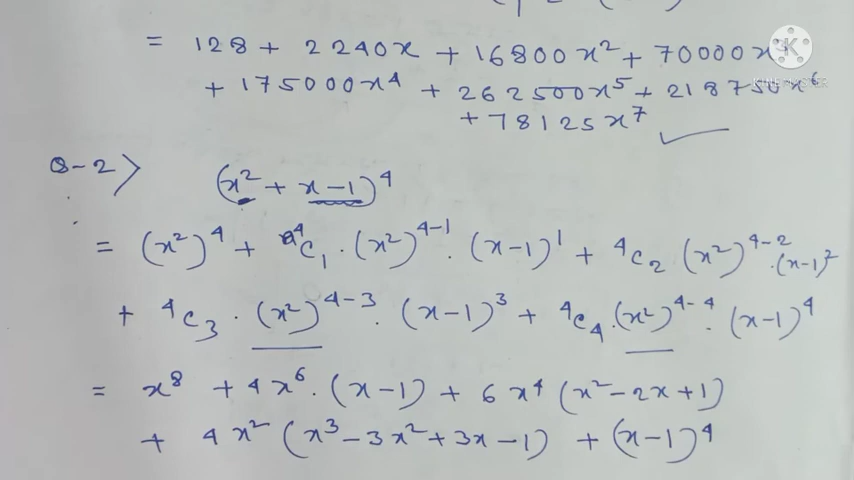 = 128 + 2240x + 16800x² + 70000x³
+ 175000x⁴ + 262500x⁵ + 218750x⁶
+ 78125x⁷
Q-2> (x² + x-1)⁴
= (x²)⁴ + ⁴C₁ · (x²)⁴⁻¹ · (x-1)¹ + ⁴C₂ (x²)⁴⁻² · (x-1)²
+ ⁴C₃ · (x²)⁴⁻³ · (x-1)³ + ⁴C₄ · (x²)⁴⁻⁴ · (x-1)⁴
= x⁸ + 4x⁶ · (x-1) + 6x⁴ (x²-2x+1)
+ 4x² (x³-3x²+3x-1) + (x-1)⁴